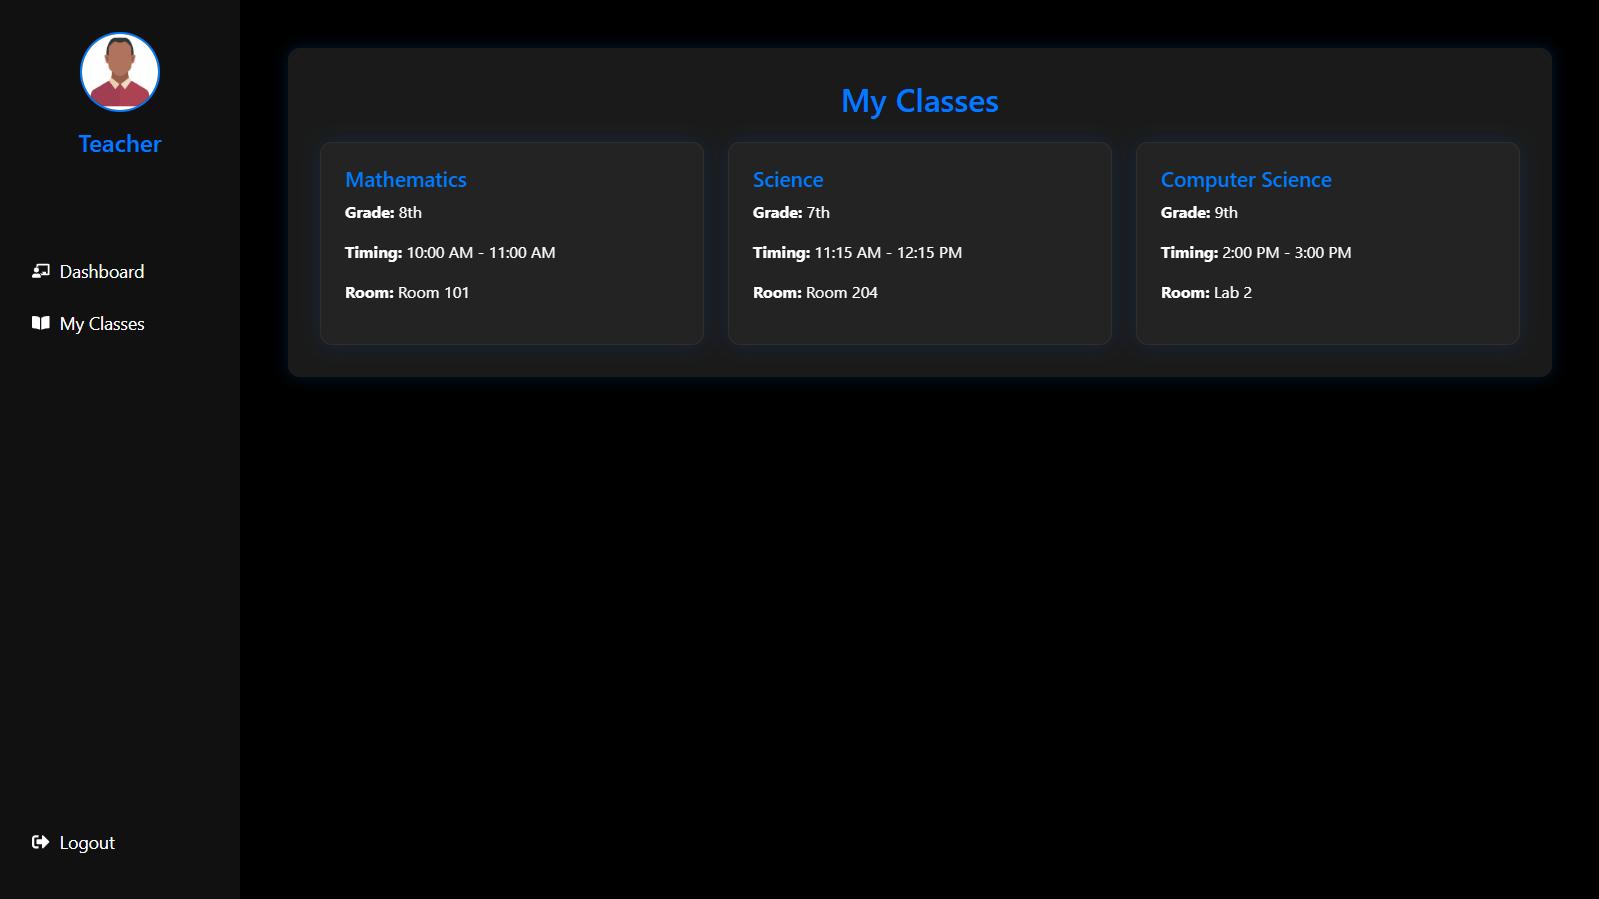 Teacher
Dashboard
My Classes
Logout
My Classes
Mathematics
Grade: 8th
Timing: 10:00 AM - 11:00 AM
Room: Room 101
Science
Grade: 7th
Timing: 11:15 AM - 12:15 PM
Room: Room 204
Computer Science
Grade: 9th
Timing: 2:00 PM - 3:00 PM
Room: Lab 2